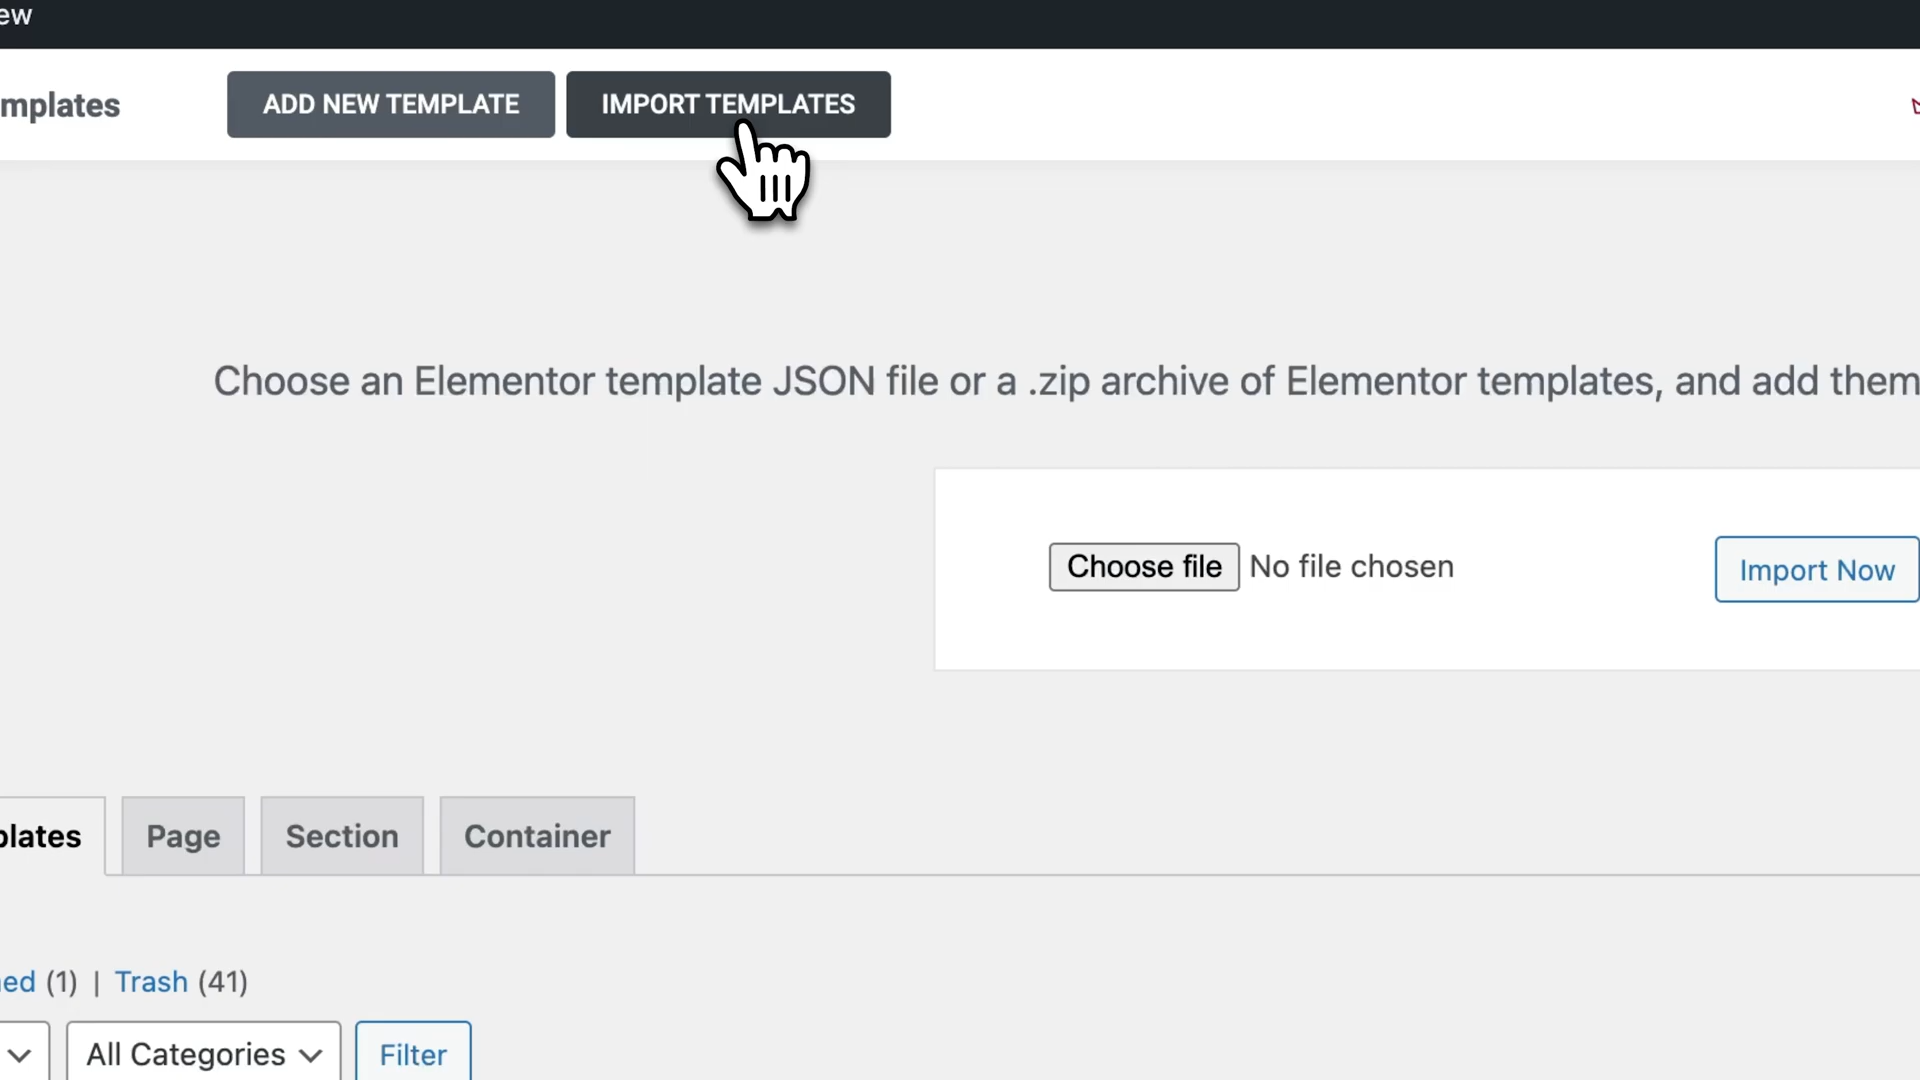 ew
mplates
ADD NEW TEMPLATE
IMPORT TEMPLATES
Choose an Elementor template JSON file or a .zip archive of Elementor templates, and add them
Choose file No file chosen
Import Now
plates
Page
Section
Container
ed (1) | Trash (41)
All Categories
Filter